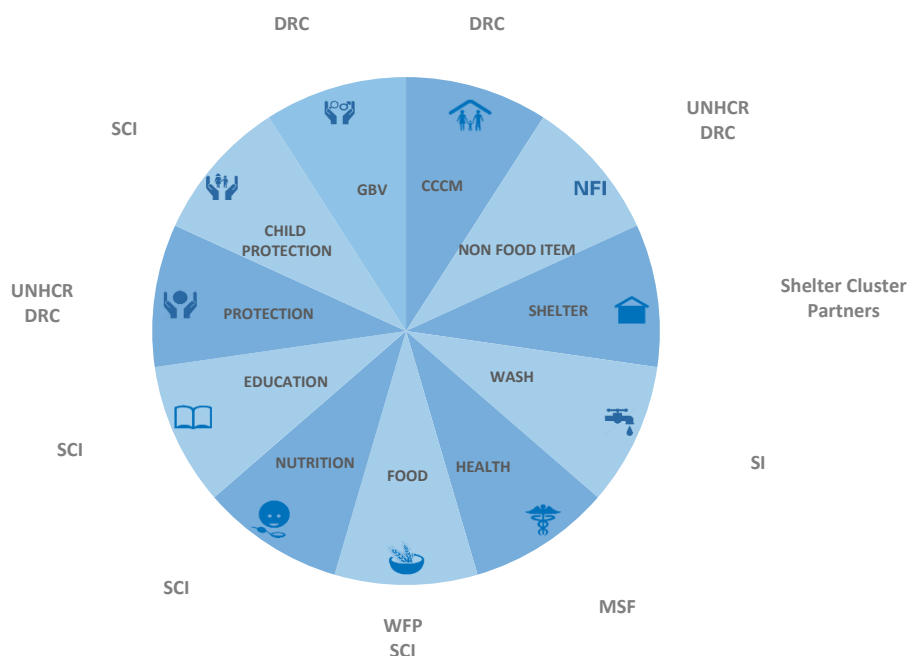 DRC
DRC
SCI
UNHCR
DRC
NFI
GBV
CCCM
CHILD
PROTECTION
NON FOOD ITEM
UNHCR
DRC
PROTECTION
SHELTER
Shelter Cluster
Partners
EDUCATION
WASH
SCI
NUTRITION
FOOD
HEALTH
SI
SCI
MSF
WFP
SCI